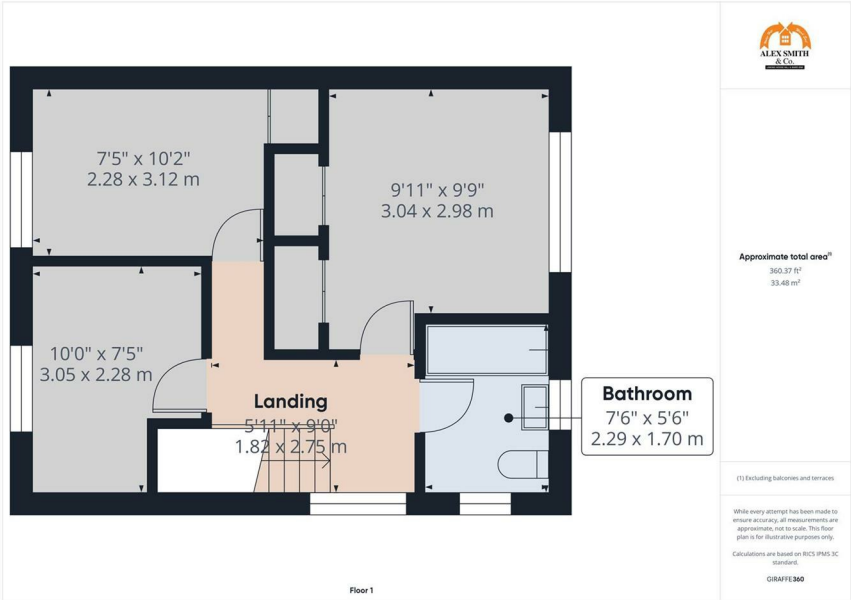 ALEX SMITH
& Co.
7'5" x 10'2"
2.28 x 3.12 m
9'11" x 9'9"
3.04 x 2.98 m
10'0" x 7'5"
3.05 x 2.28 m
Landing
5'11" x 9'0"
1.82 x 2.75 m
Bathroom
7'6" x 5'6"
2.29 x 1.70 m
Floor 1
Approximate total area(1)
360.37 ft²
33.48 m²
(1) Excluding balconies and terraces
While every attempt has been made to
ensure accuracy, all measurements are
approximate, not to scale. This floor
plan is for illustrative purposes only.
Calculations are based on RICS IPMS 3C
standard.
GIRAFFE360